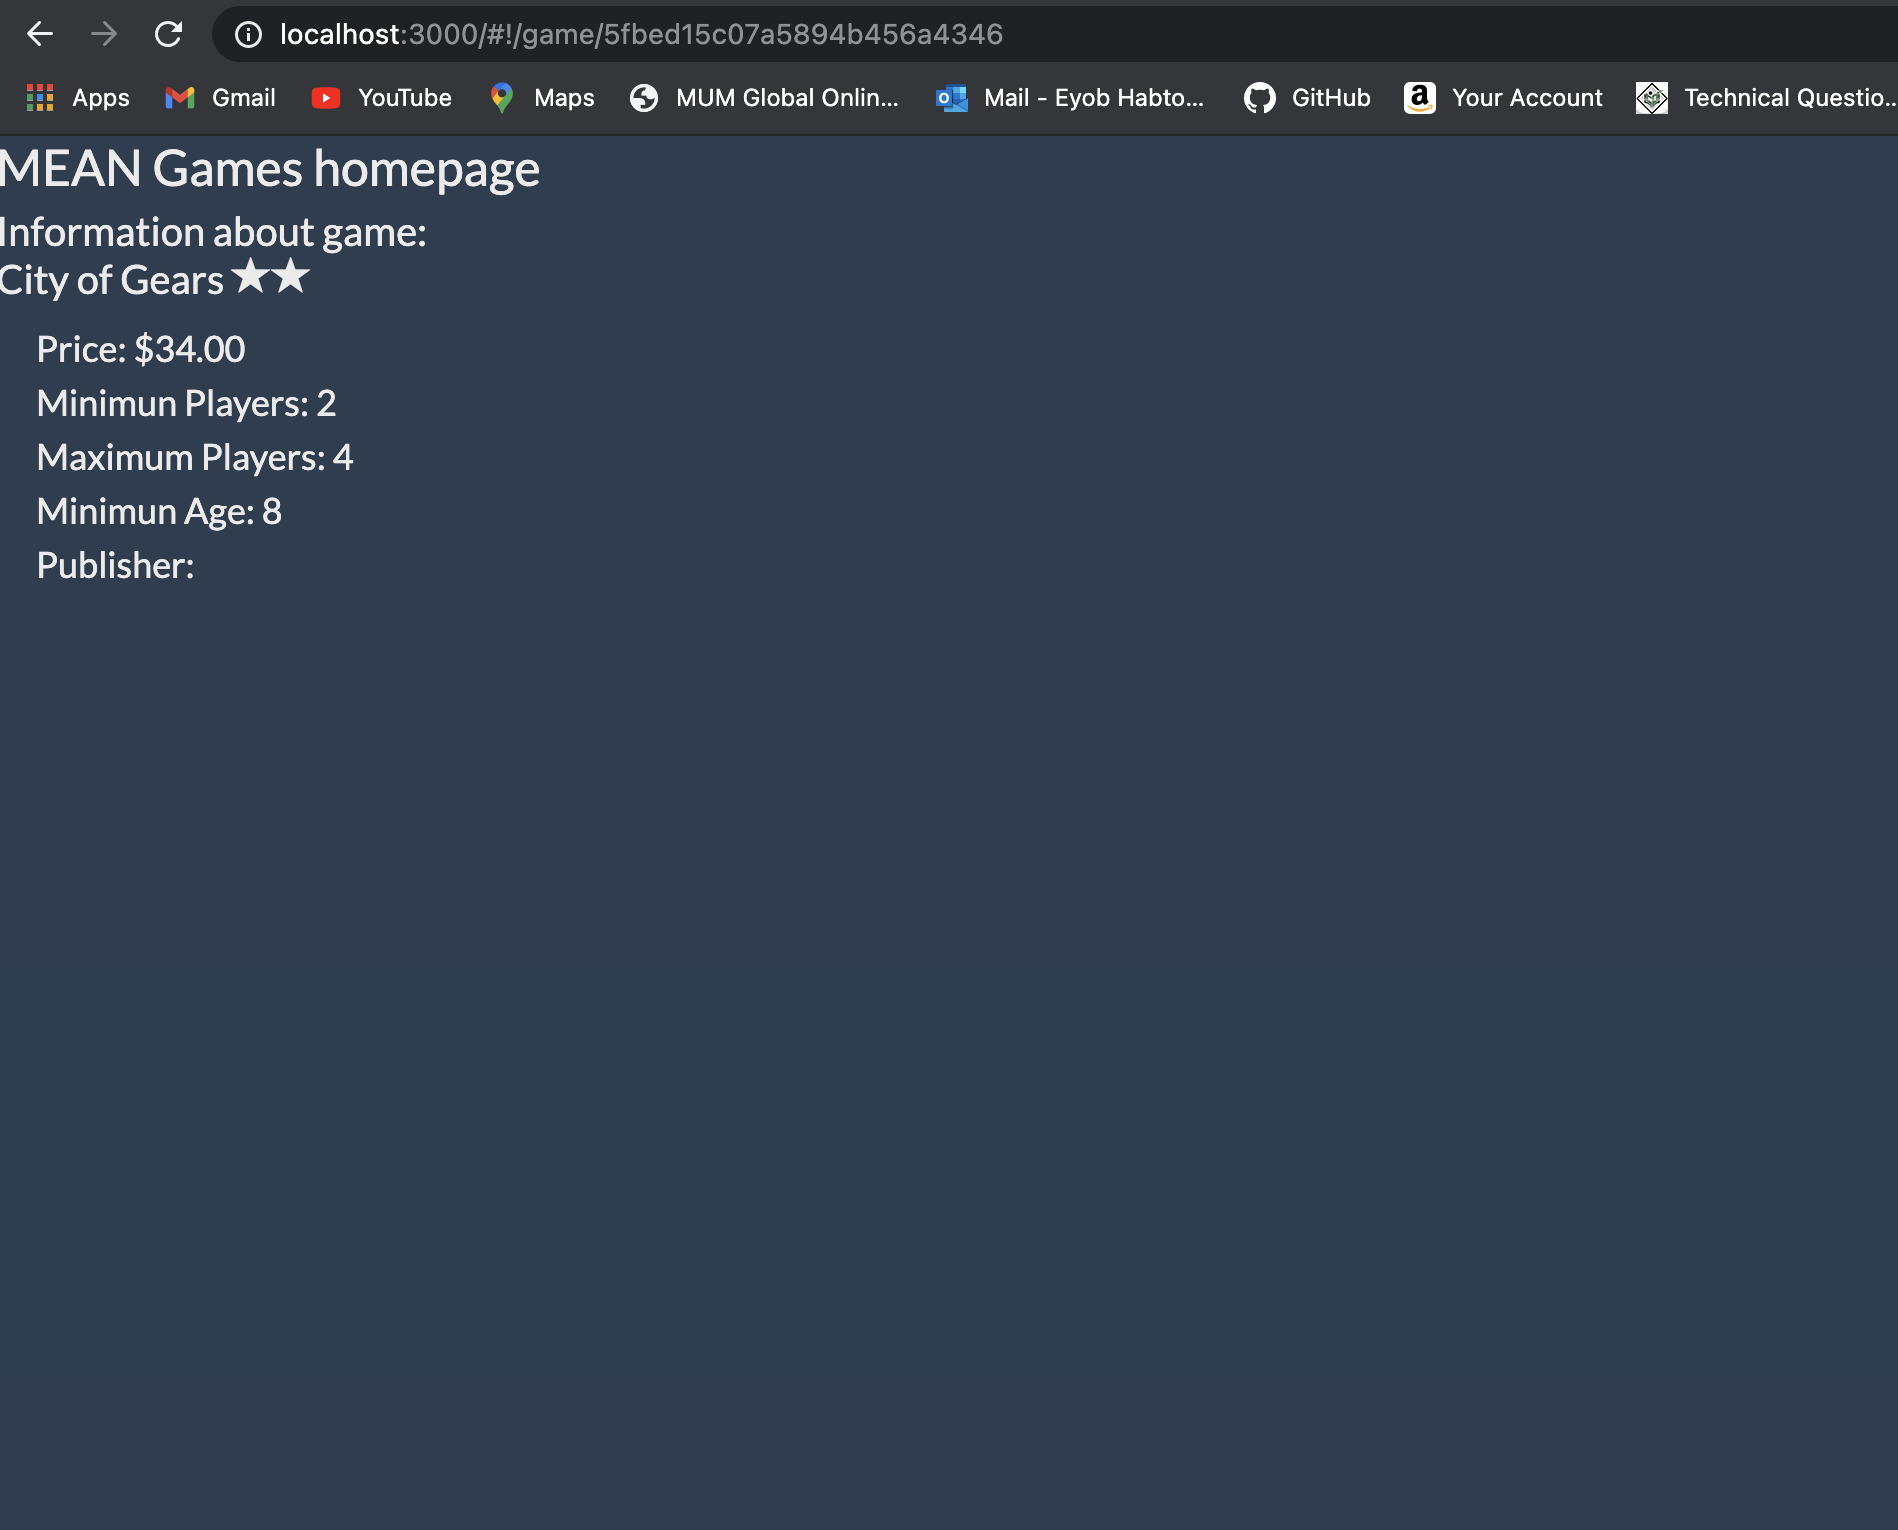 localhost:3000/#!/game/5fbed15c07a5894b456a4346
Apps Gmail YouTube Maps MUM Global Onlin... Mail - Eyob Habto... GitHub Your Account Technical Questio...
MEAN Games homepage
Information about game:
City of Gears ★★
Price: $34.00
Minimun Players: 2
Maximum Players: 4
Minimun Age: 8
Publisher: